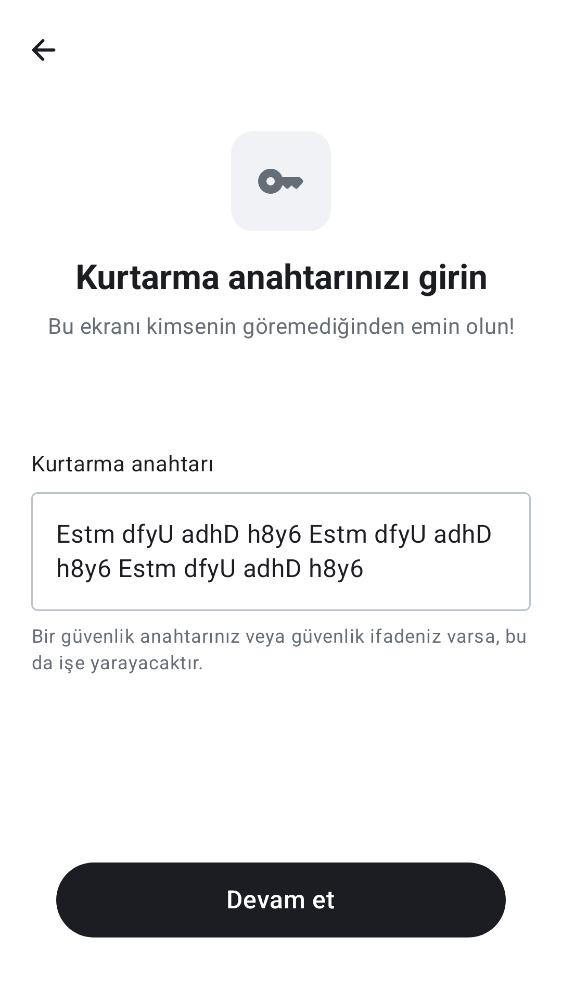 Kurtarma anahtarınızı girin
Bu ekranı kimsenin göremediğinden emin olun!
Kurtarma anahtarı
Estm dfyU adhD h8y6 Estm dfyU adhD
h8y6 Estm dfyU adhD h8y6
Bir güvenlik anahtarınız veya güvenlik ifadeniz varsa, bu
da işe yarayacaktır.
Devam et